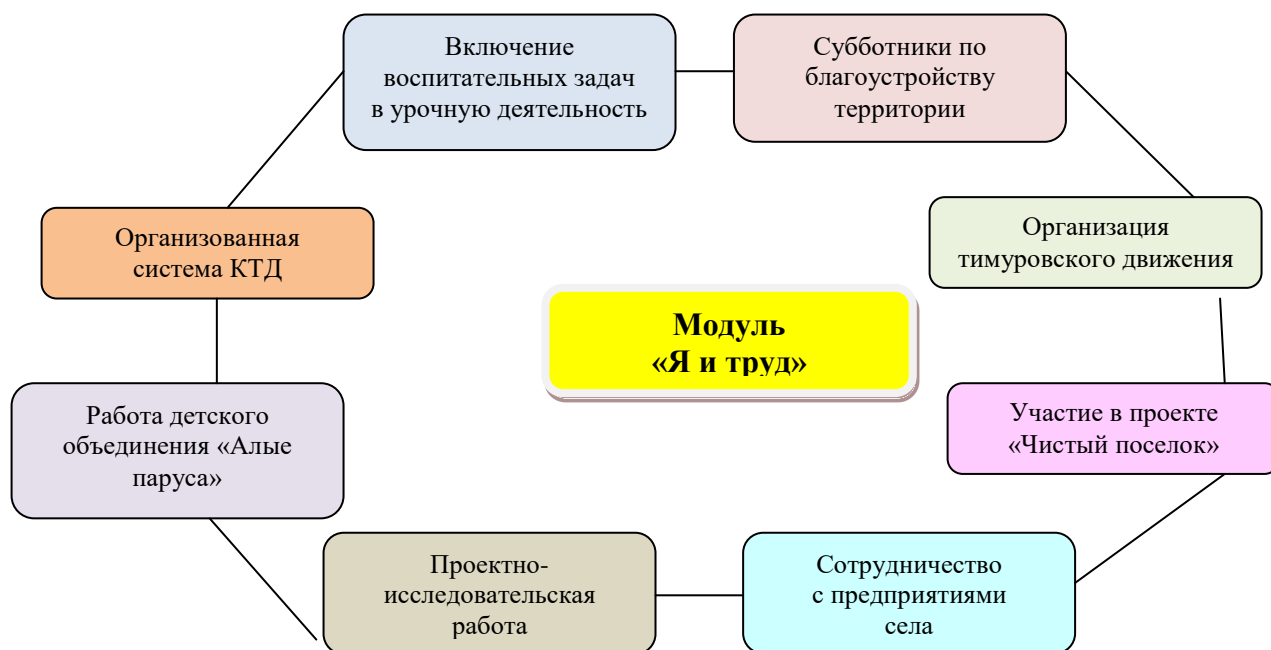 Включение
воспитательных задач
в урочную деятельность
Субботники по
благоустройству
территории
Организованная
система КТД
Организация
тимуровского движения
Модуль
«Я и труд»
Работа детского
объединения «Алые
паруса»
Участие в проекте
«Чистый поселок»
Проектно-
исследовательская
работа
Сотрудничество
с предприятиями
села